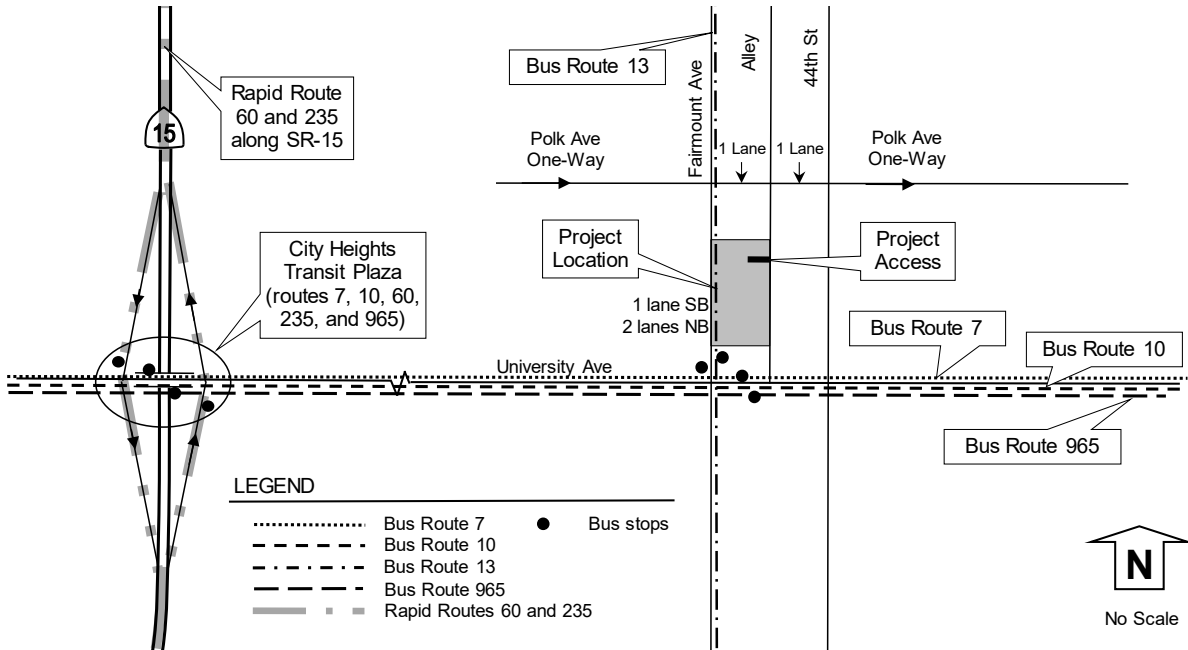 Rapid Route
60 and 235
along SR-15
15
Bus Route 13
Fairmount Ave
Alley
44th St
Polk Ave
One-Way
1 Lane
1 Lane
Polk Ave
One-Way
City Heights
Transit Plaza
(routes 7, 10, 60,
235, and 965)
Project
Location
Project
Access
1 lane SB
2 lanes NB
University Ave
Bus Route 7
Bus Route 10
Bus Route 965
LEGEND
Bus Route 7
Bus stops
Bus Route 10
Bus Route 13
Bus Route 965
Rapid Routes 60 and 235
N
No Scale